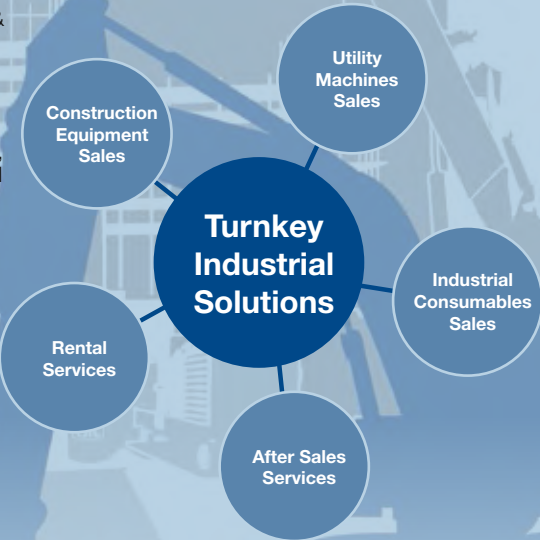 &
Utility
Machines
Sales
Construction
Equipment
Sales
Turnkey
Industrial
Solutions
Industrial
Consumables
Sales
Rental
Services
After Sales
Services